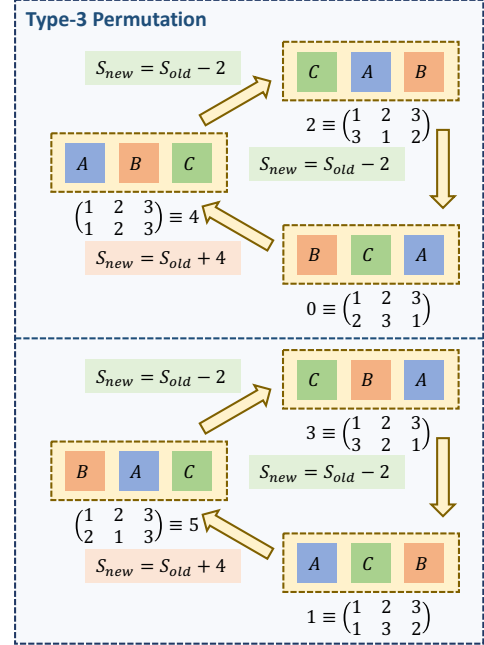 Type-3 Permutation
S_new = S_old − 2
C A B
2 ≡ (1 2 3
3 1 2)
S_new = S_old − 2
A B C
(1 2 3
1 2 3) ≡ 4
S_new = S_old + 4
B C A
0 ≡ (1 2 3
2 3 1)
S_new = S_old − 2
C B A
3 ≡ (1 2 3
3 2 1)
S_new = S_old − 2
B A C
(1 2 3
2 1 3) ≡ 5
S_new = S_old + 4
A C B
1 ≡ (1 2 3
1 3 2)